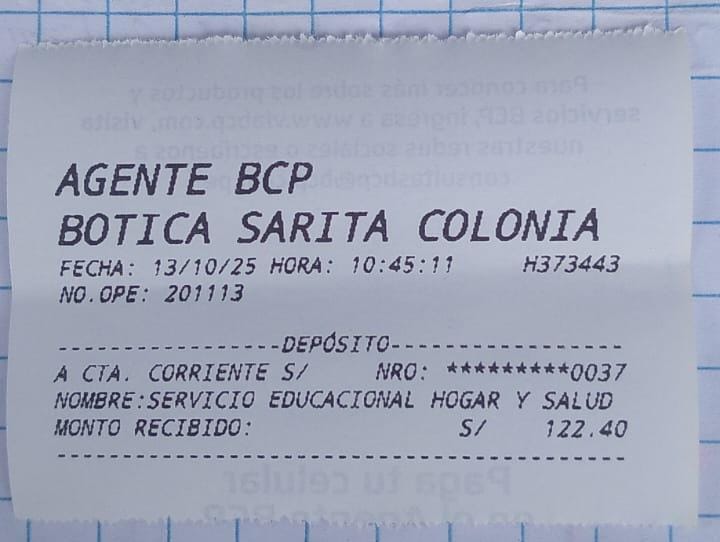 AGENTE BCP
BOTICA SARITA COLONIA
FECHA: 13/10/25 HORA: 10:45:11 H373443
NO.OPE: 201113
-----------------DEPÓSITO------------------
A CTA. CORRIENTE S/ NRO: *********0037
NOMBRE:SERVICIO EDUCACIONAL HOGAR Y SALUD
MONTO RECIBIDO: S/ 122.40
------------------------------------------------